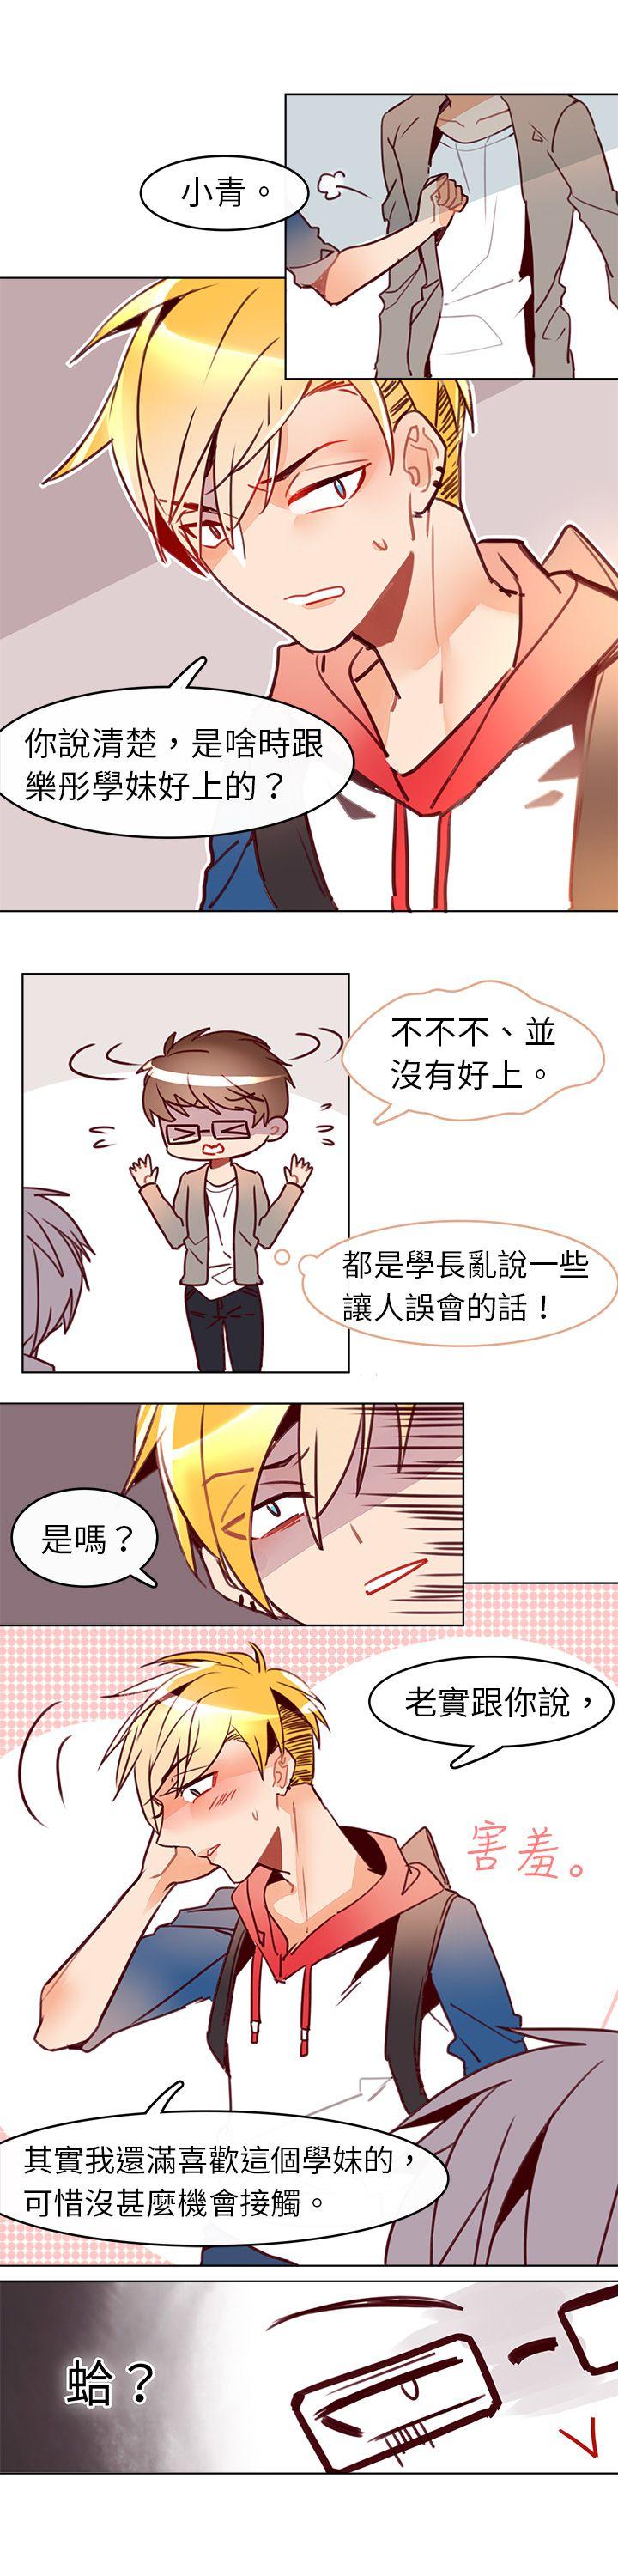 小青。
你說清楚，是啥時跟
樂彤學妹好上的？
不不不、並
沒有好上。
都是學長亂說一些
讓人誤會的話！
是嗎？
老實跟你說，
害羞。
其實我還滿喜歡這個學妹的，
可惜沒甚麼機會接觸。
蛤？